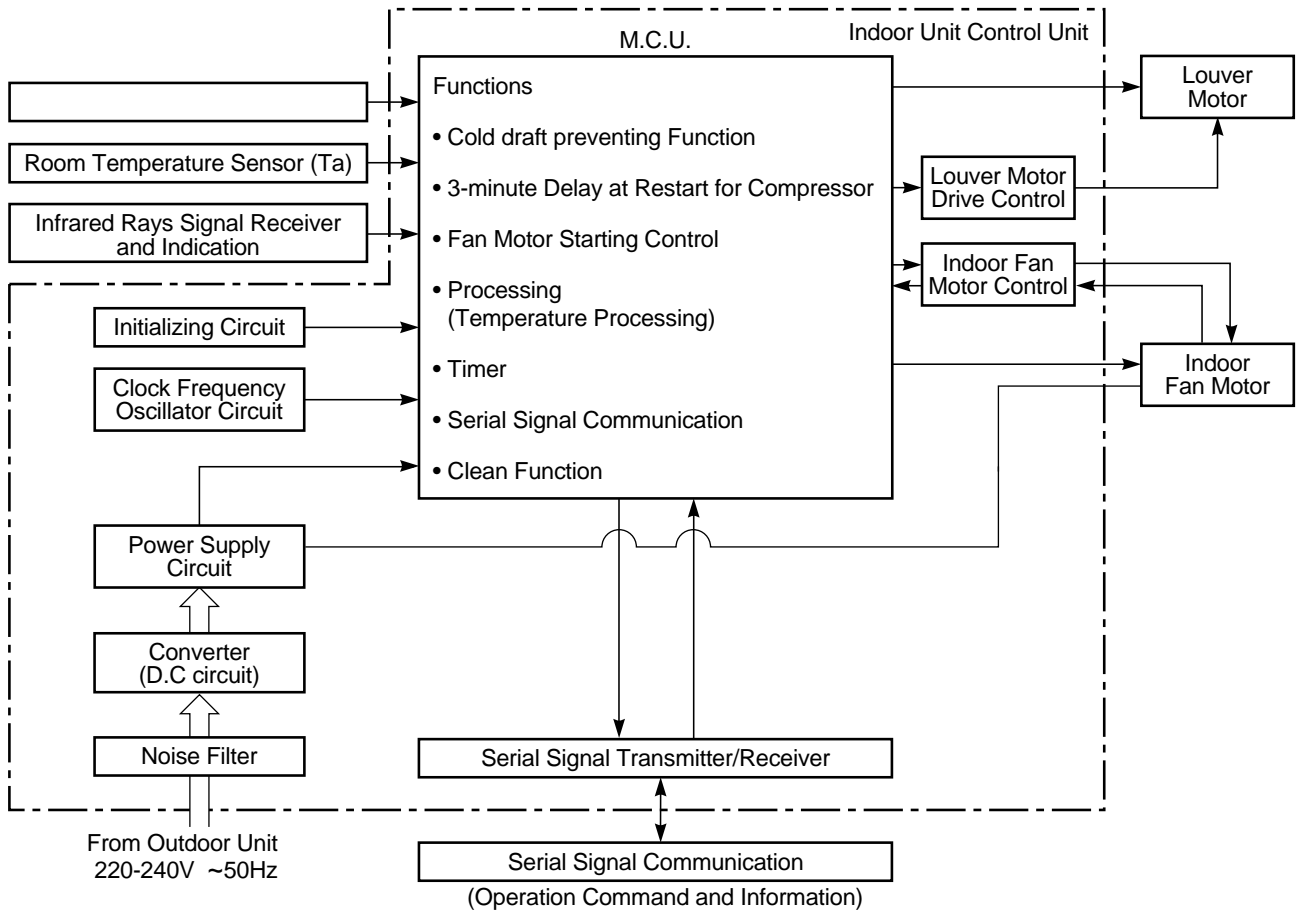 Indoor Unit Control Unit
M.C.U.
Functions
• Cold draft preventing Function
• 3-minute Delay at Restart for Compressor
• Fan Motor Starting Control
• Processing
(Temperature Processing)
• Timer
• Serial Signal Communication
• Clean Function
Room Temperature Sensor (Ta)
Infrared Rays Signal Receiver
and Indication
Initializing Circuit
Clock Frequency
Oscillator Circuit
Power Supply
Circuit
Converter
(D.C circuit)
Noise Filter
From Outdoor Unit
220-240V ~50Hz
Louver
Motor
Louver Motor
Drive Control
Indoor Fan
Motor Control
Indoor
Fan Motor
Serial Signal Transmitter/Receiver
Serial Signal Communication
(Operation Command and Information)